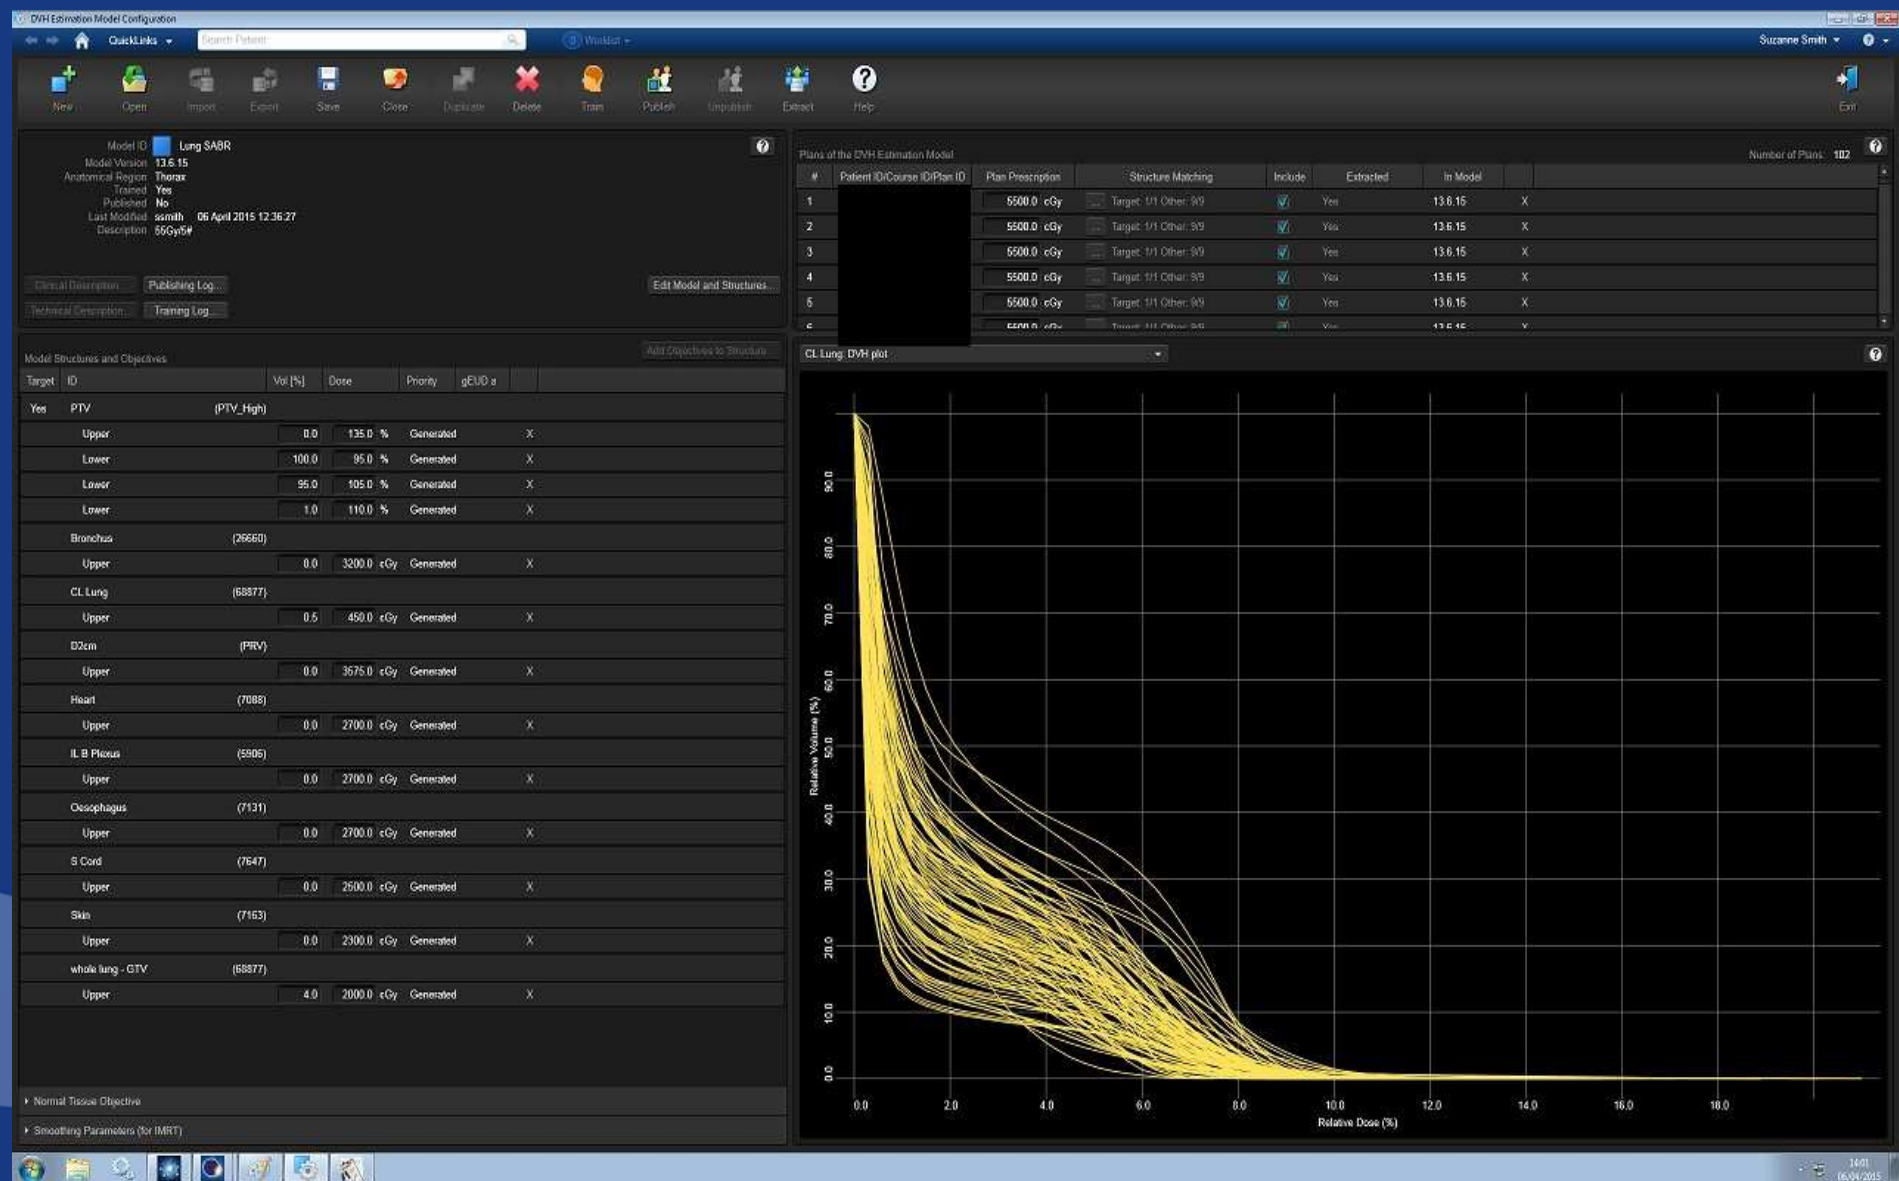 DVH Estimation Model Configuration
QuickLinks
Search Patient
Worklist
Suzanne Smith
New
Open
Import
Export
Save
Close
Duplicate
Delete
Train
Publish
Unpublish
Extract
Help
Exit
Model ID Lung SABR
Model Version 13.6.15
Anatomical Region Thorax
Trained Yes
Published No
Last Modified ssmith 06 April 2015 12:36:27
Description 55Gy/5#
Clinical Description... Publishing Log... Edit Model and Structures...
Technical Description... Training Log...
Plans of the DVH Estimation Model Number of Plans: 102
# Patient ID/Course ID/Plan ID Plan Prescription Structure Matching Include Extracted In Model
1 5500.0 cGy ... Target: 1/1 Other: 9/9 Yes 13.6.15 X
2 5500.0 cGy ... Target: 1/1 Other: 9/9 Yes 13.6.15 X
3 5500.0 cGy ... Target: 1/1 Other: 9/9 Yes 13.6.15 X
4 5500.0 cGy ... Target: 1/1 Other: 9/9 Yes 13.6.15 X
5 5500.0 cGy ... Target: 1/1 Other: 9/9 Yes 13.6.15 X
Model Structures and Objectives Add Objectives to Structure...
Target ID Vol [%] Dose Priority gEUD a
Yes PTV (PTV_High)
Upper 0.0 135.0 % Generated X
Lower 100.0 95.0 % Generated X
Lower 95.0 105.0 % Generated X
Lower 1.0 110.0 % Generated X
Bronchus (26660)
Upper 0.0 3200.0 cGy Generated X
CL Lung (68877)
Upper 0.5 450.0 cGy Generated X
D2cm (PRV)
Upper 0.0 3675.0 cGy Generated X
Heart (7088)
Upper 0.0 2700.0 cGy Generated X
IL B Plexus (5906)
Upper 0.0 2700.0 cGy Generated X
Oesophagus (7131)
Upper 0.0 2700.0 cGy Generated X
S Cord (7647)
Upper 0.0 2500.0 cGy Generated X
Skin (7163)
Upper 0.0 2300.0 cGy Generated X
whole lung - GTV (68877)
Upper 4.0 2000.0 cGy Generated X
Normal Tissue Objective
Smoothing Parameters (for IMRT)
CL Lung: DVH plot
Relative Volume (%)
90.0
80.0
70.0
60.0
50.0
40.0
30.0
20.0
10.0
0.0
0.0 2.0 4.0 6.0 8.0 10.0 12.0 14.0 16.0 18.0
Relative Dose (%)
14:01
06/04/2015